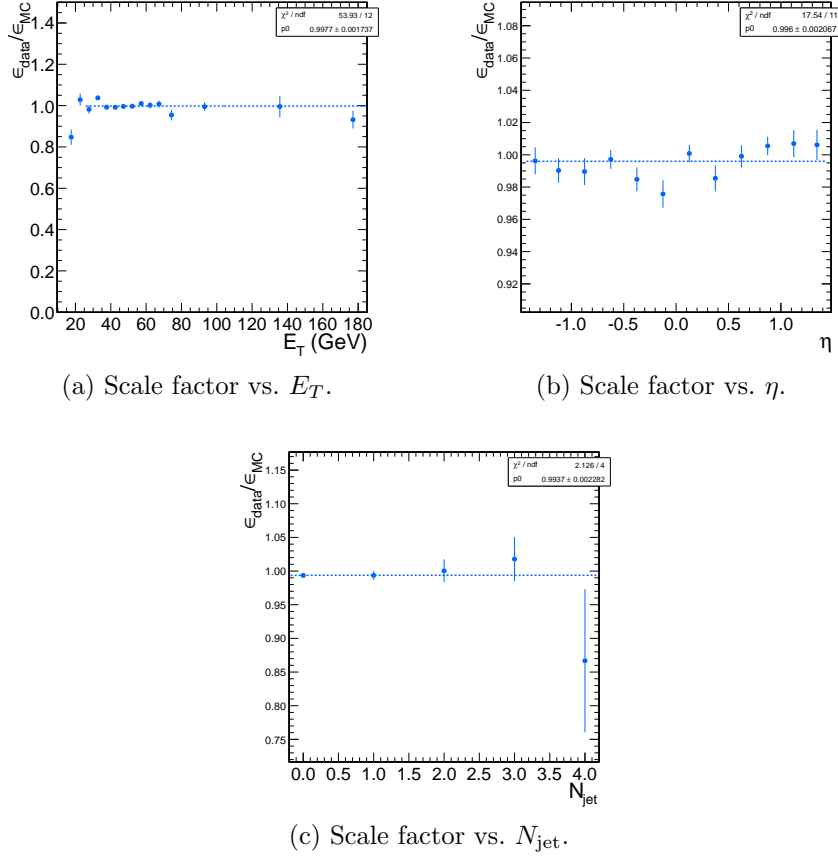 ϵdata/ϵMC
χ² / ndf 53.93 / 12
p0 0.9977 ± 0.001737
1.4
1.2
1.0
0.8
0.6
0.4
0.2
0.0
20 40 60 80 100 120 140 160 180
E_T (GeV)
(a) Scale factor vs. E_T.
ϵdata/ϵMC
χ² / ndf 17.54 / 11
p0 0.996 ± 0.002067
1.08
1.06
1.04
1.02
1.00
0.98
0.96
0.94
0.92
-1.0 -0.5 0.0 0.5 1.0
η
(b) Scale factor vs. η.
ϵdata/ϵMC
χ² / ndf 2.126 / 4
p0 0.9937 ± 0.002282
1.15
1.10
1.05
1.00
0.95
0.90
0.85
0.80
0.75
0.0 0.5 1.0 1.5 2.0 2.5 3.0 3.5 4.0
N_jet
(c) Scale factor vs. N_jet.